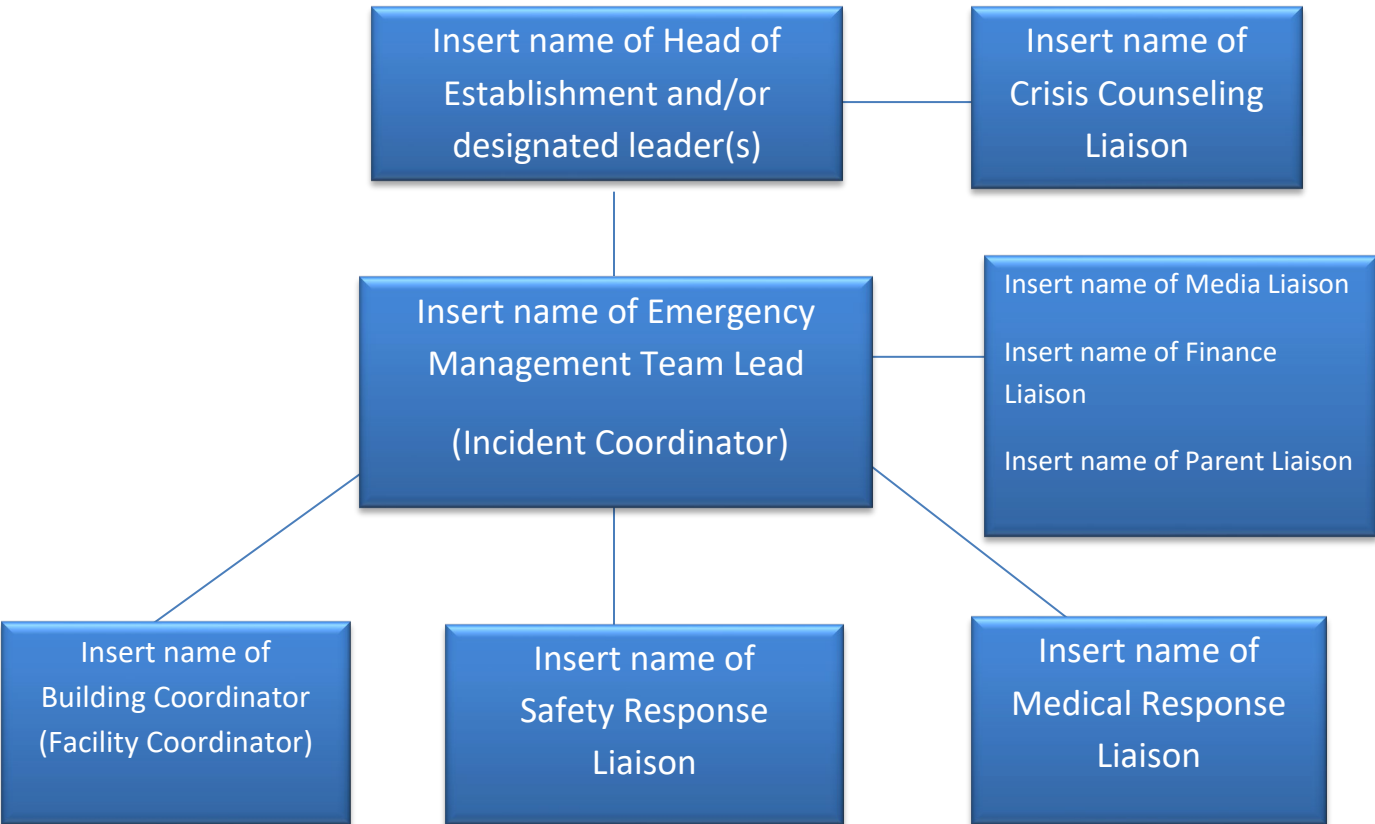 Insert name of Head of
Establishment and/or
designated leader(s)
Insert name of
Crisis Counseling
Liaison
Insert name of Emergency
Management Team Lead
(Incident Coordinator)
Insert name of Media Liaison
Insert name of Finance
Liaison
Insert name of Parent Liaison
Insert name of
Building Coordinator
(Facility Coordinator)
Insert name of
Safety Response
Liaison
Insert name of
Medical Response
Liaison